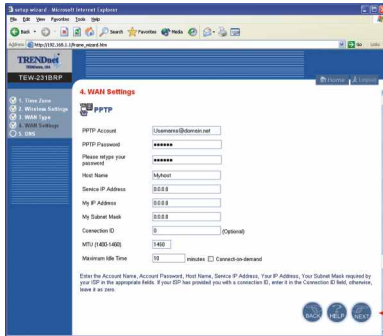 setup wizard - Microsoft Internet Explorer
File Edit View Favorites Tools Help
Back Search Favorites Media
Address http://192.168.1.1/frame_wizard.htm Go Links
TRENDnet
TEW-231BRP
Home Logout
1. Time Zone
2. Wireless Settings
3. WAN Type
4. WAN Settings
5. DNS
4. WAN Settings
PPTP
PPTP Account Username@domain.net
PPTP Password ••••••
Please retype your password ••••••
Host Name Myhost
Service IP Address 0.0.0.0
My IP Address 0.0.0.0
My Subnet Mask 0.0.0.0
Connection ID 0 (Optional)
MTU (1400-1460) 1460
Maximum Idle Time 10 minutes Connect-on-demand
Enter the Account Name, Account Password, Host Name, Service IP Address, Your IP Address, Your Subnet Mask required by
your ISP in the appropriate fields. If your ISP has provided you with a connection ID, enter it in the Connection ID field, otherwise,
leave it as zero.
BACK HELP NEXT